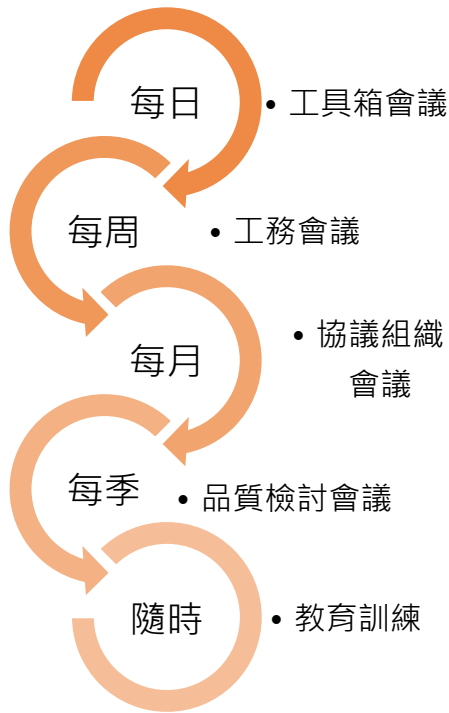 每日
• 工具箱會議
每周
• 工務會議
每月
• 協議組織
會議
每季
• 品質檢討會議
隨時
• 教育訓練